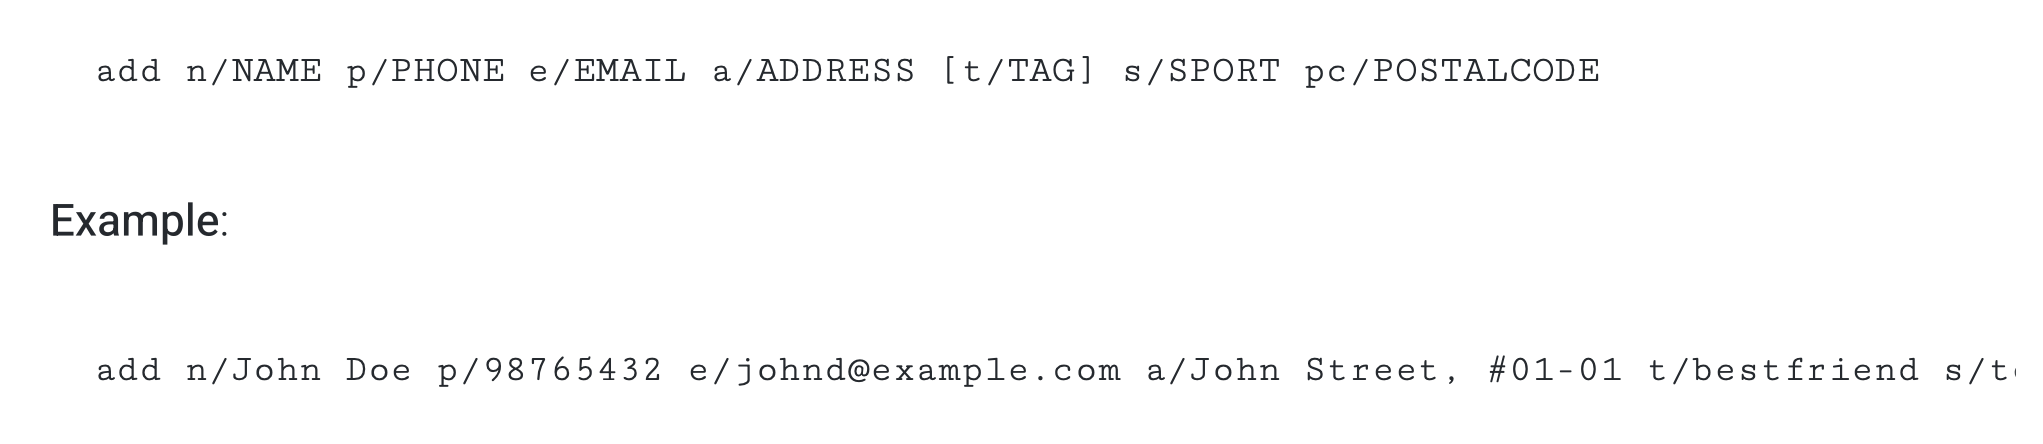 add n/NAME p/PHONE e/EMAIL a/ADDRESS [t/TAG] s/SPORT pc/POSTALCODE
Example:
add n/John Doe p/98765432 e/johnd@example.com a/John Street, #01-01 t/bestfriend